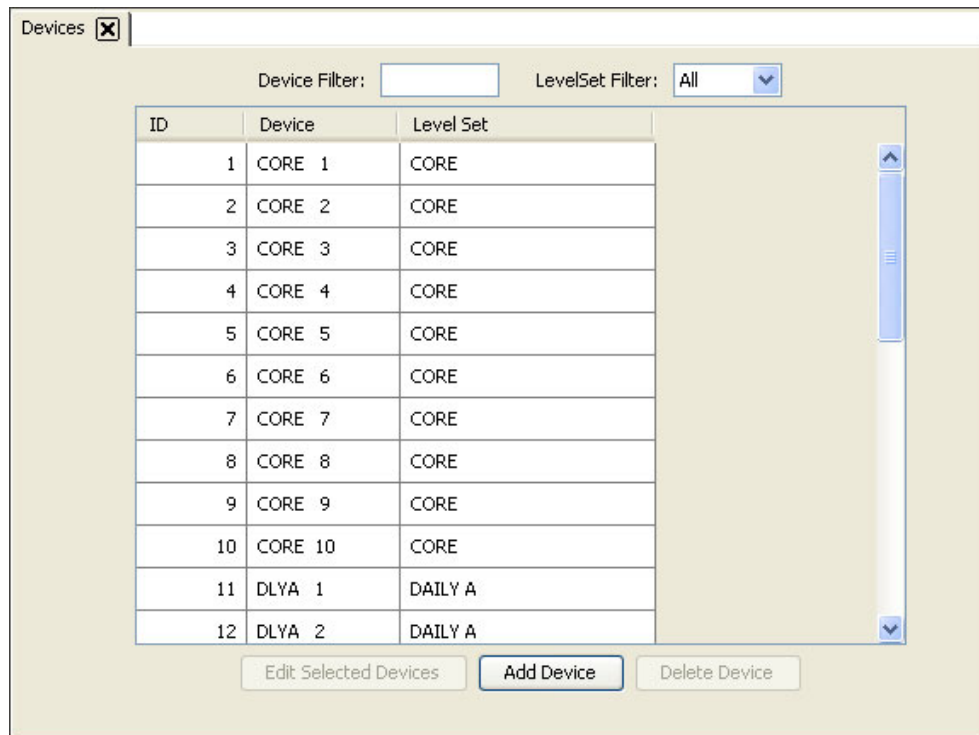 Devices
Device Filter: LevelSet Filter: All
ID Device Level Set
1 CORE 1 CORE
2 CORE 2 CORE
3 CORE 3 CORE
4 CORE 4 CORE
5 CORE 5 CORE
6 CORE 6 CORE
7 CORE 7 CORE
8 CORE 8 CORE
9 CORE 9 CORE
10 CORE 10 CORE
11 DLYA 1 DAILY A
12 DLYA 2 DAILY A
Edit Selected Devices Add Device Delete Device